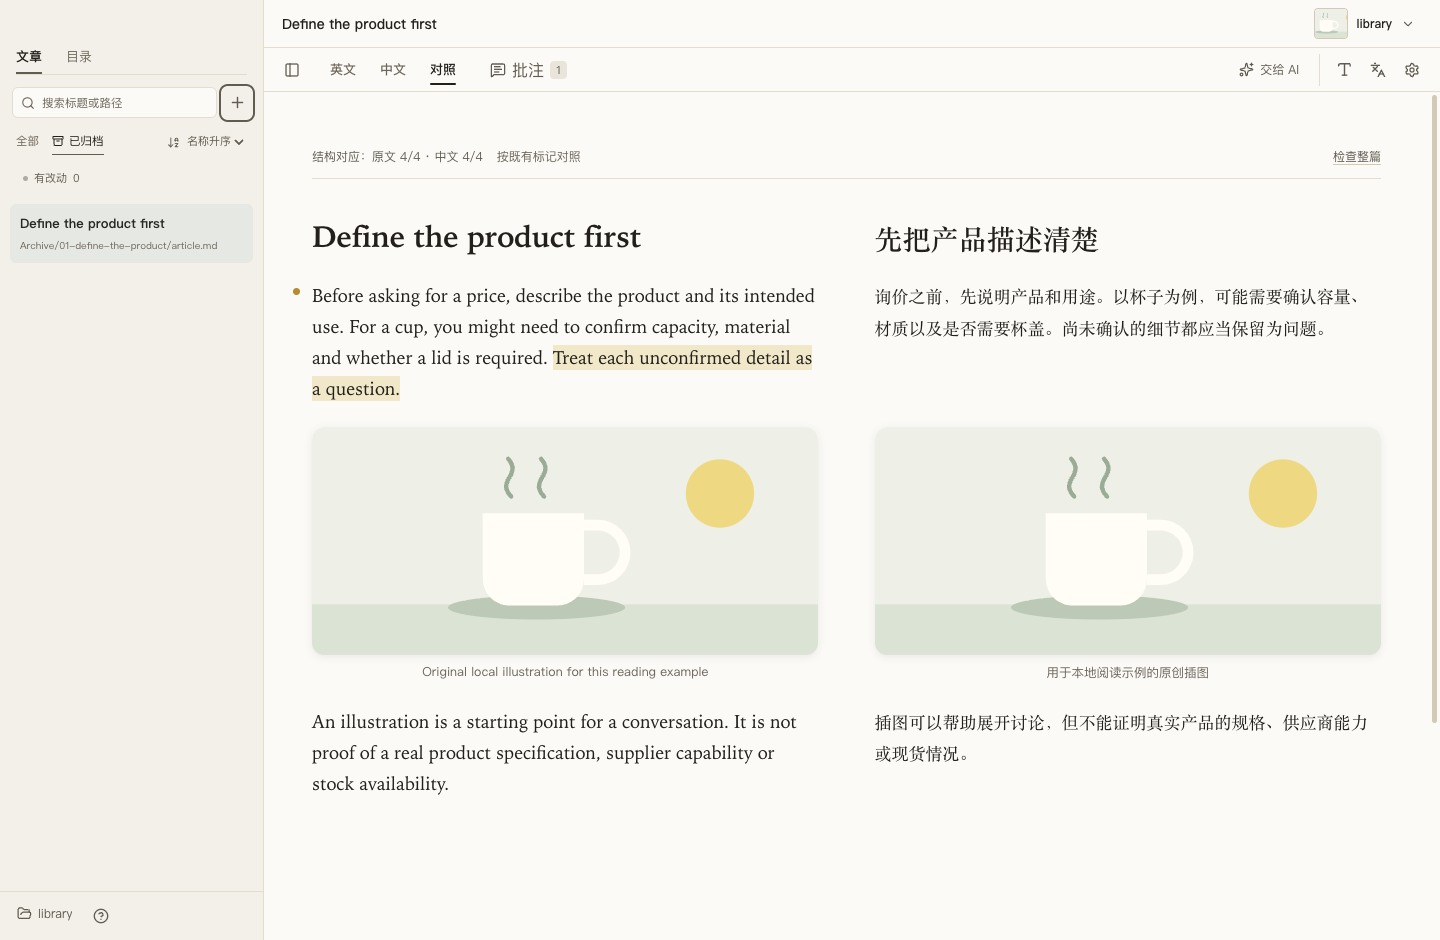 Define the product first
library
文章
目录
英文
中文
对照
批注
1
交给 AI
搜索标题或路径
全部
已归档
名称升序
有改动 0
Define the product first
Archive/01-define-the-product/article.md
结构对应：原文 4/4 · 中文 4/4 按既有标记对照
检查整篇
Define the product first
Before asking for a price, describe the product and its intended
use. For a cup, you might need to confirm capacity, material
and whether a lid is required. Treat each unconfirmed detail as
a question.
Original local illustration for this reading example
An illustration is a starting point for a conversation. It is not
proof of a real product specification, supplier capability or
stock availability.
先把产品描述清楚
询价之前，先说明产品和用途。以杯子为例，可能需要确认容量、
材质以及是否需要杯盖。尚未确认的细节都应当保留为问题。
用于本地阅读示例的原创插图
插图可以帮助展开讨论，但不能证明真实产品的规格、供应商能力
或现货情况。
library